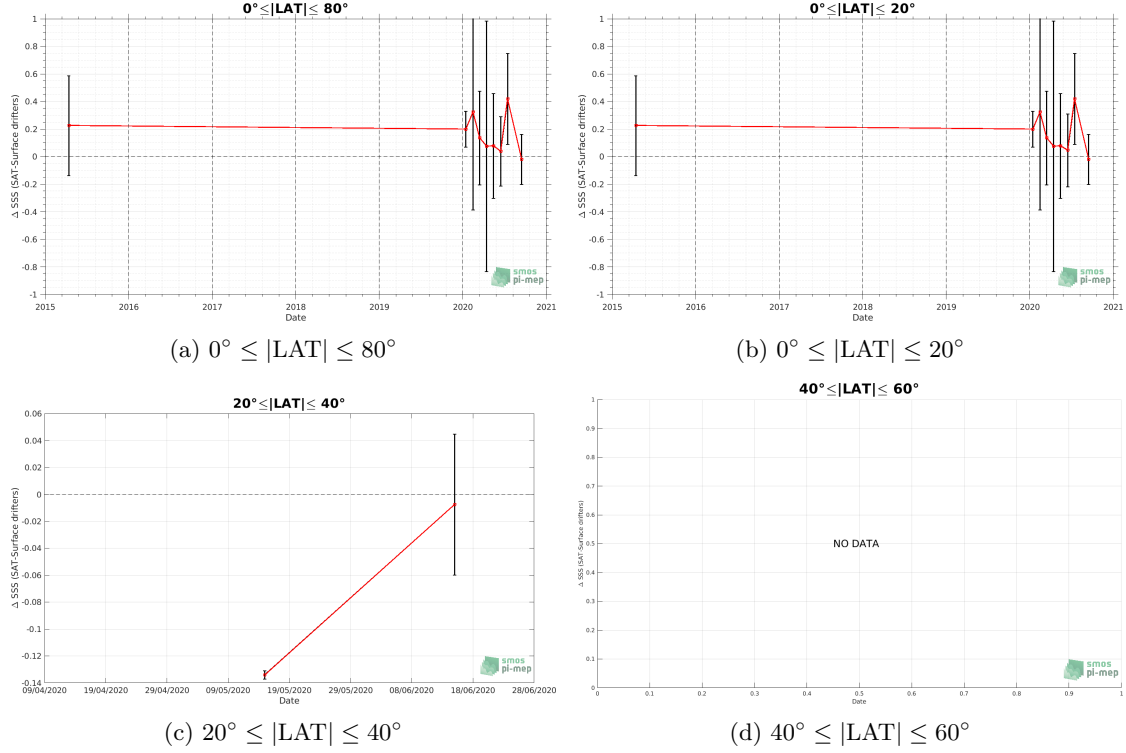 0°≤|LAT|≤ 80°
1
0.8
0.6
0.4
0.2
0
-0.2
-0.4
-0.6
-0.8
-1
Δ SSS (SAT-Surface drifters)
2015 2016 2017 2018 2019 2020 2021
Date
smos
pi-mep
(a) 0° ≤ |LAT| ≤ 80°
0°≤|LAT|≤ 20°
1
0.8
0.6
0.4
0.2
0
-0.2
-0.4
-0.6
-0.8
-1
Δ SSS (SAT-Surface drifters)
2015 2016 2017 2018 2019 2020 2021
Date
smos
pi-mep
(b) 0° ≤ |LAT| ≤ 20°
20°≤|LAT|≤ 40°
0.06
0.04
0.02
0
-0.02
-0.04
-0.06
-0.08
-0.1
-0.12
-0.14
Δ SSS (SAT-Surface drifters)
09/04/2020 19/04/2020 29/04/2020 09/05/2020 19/05/2020 29/05/2020 08/06/2020 18/06/2020 28/06/2020
Date
smos
pi-mep
(c) 20° ≤ |LAT| ≤ 40°
40°≤|LAT|≤ 60°
1
0.9
0.8
0.7
0.6
0.5
0.4
0.3
0.2
0.1
0
Δ SSS (SAT-Surface drifters)
NO DATA
0 0.1 0.2 0.3 0.4 0.5 0.6 0.7 0.8 0.9 1
Date
smos
pi-mep
(d) 40° ≤ |LAT| ≤ 60°